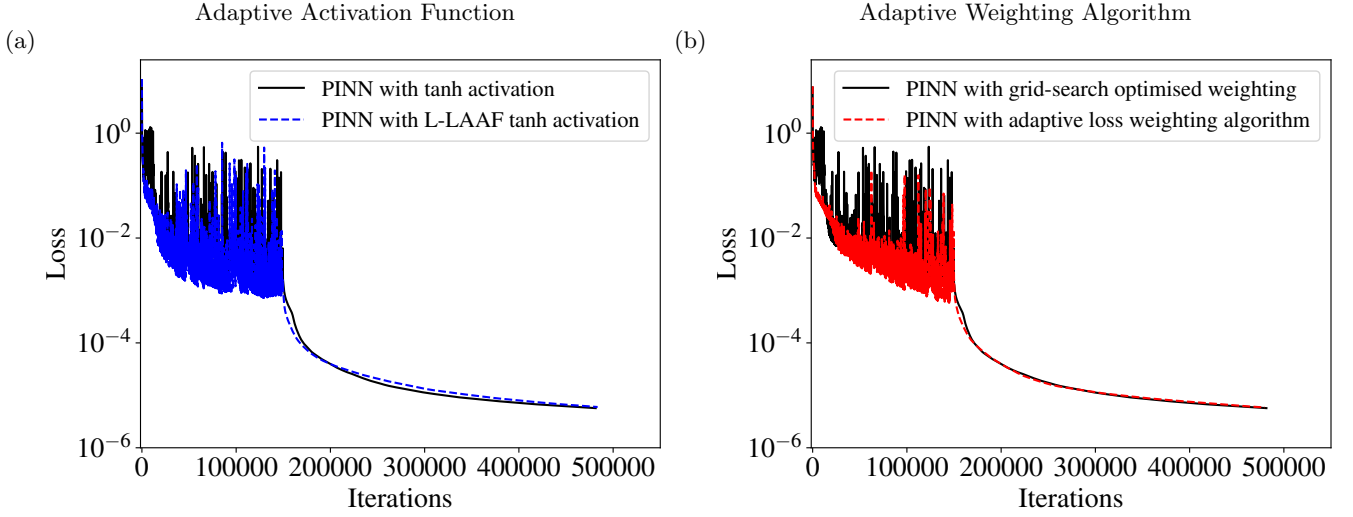 Adaptive Activation Function
(a)
PINN with tanh activation
PINN with L-LAAF tanh activation
Loss
10^0
10^−2
10^−4
10^−6
0 100000 200000 300000 400000 500000
Iterations
Adaptive Weighting Algorithm
(b)
PINN with grid-search optimised weighting
PINN with adaptive loss weighting algorithm
Loss
10^0
10^−2
10^−4
10^−6
0 100000 200000 300000 400000 500000
Iterations